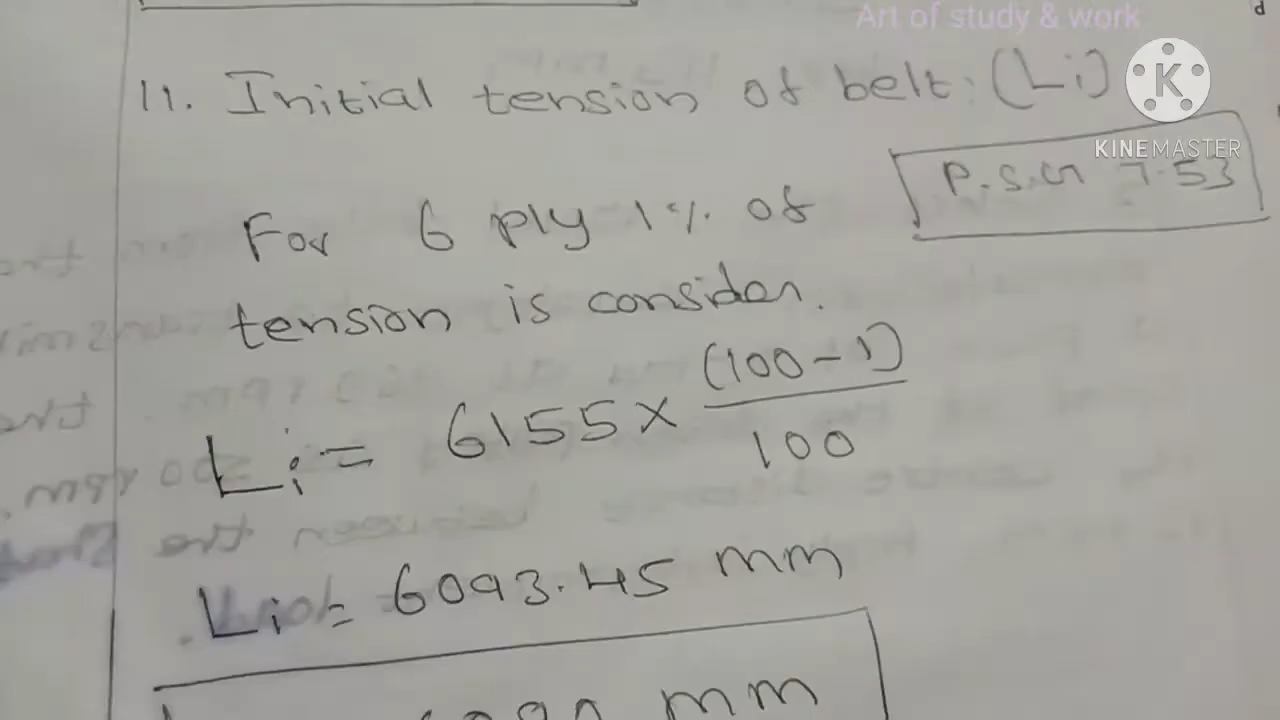 Art of study & work
11. Initial tension of belt: (Li)
KINEMASTER
P.S.G 7.53
For 6 ply 1% of
tension is consider.
Li = 6155 × (100 - 1)
100
Li = 6093.45 mm
mm